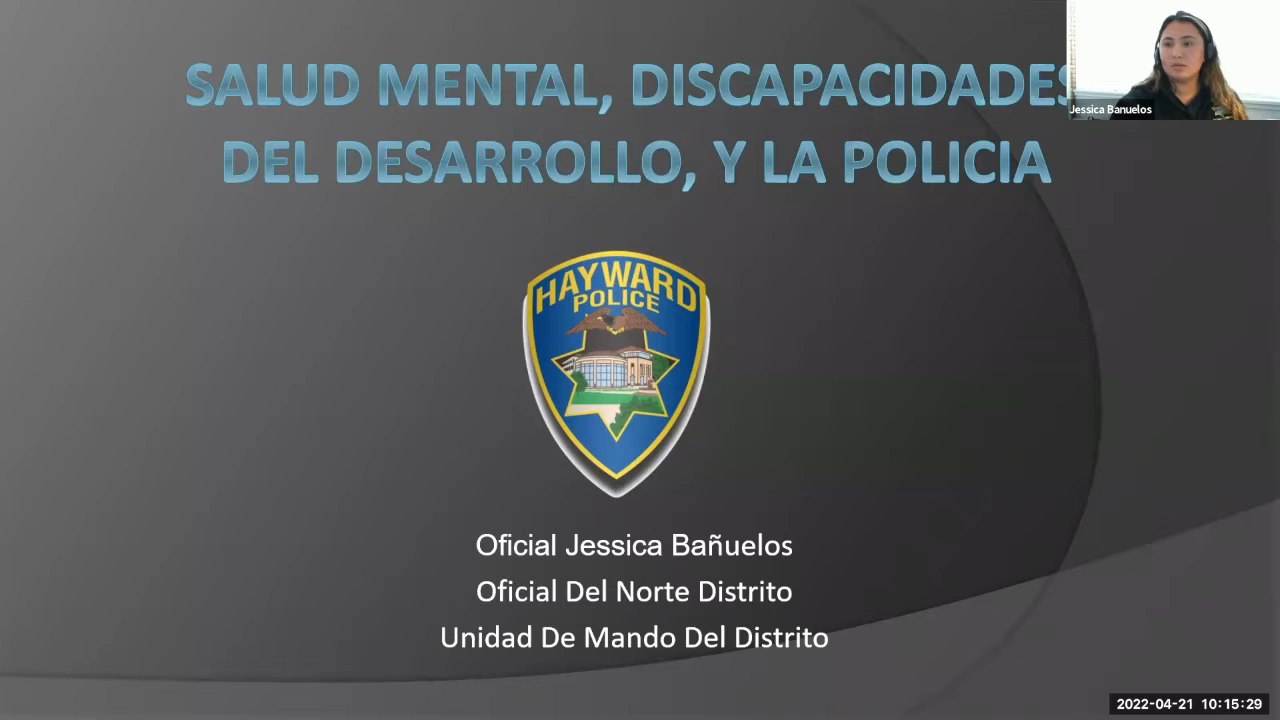 SALUD MENTAL, DISCAPACIDADES
DEL DESARROLLO, Y LA POLICIA
Jessica Banuelos
HAYWARD
POLICE
Oficial Jessica Bañuelos
Oficial Del Norte Distrito
Unidad De Mando Del Distrito
2022-04-21 10:15:29